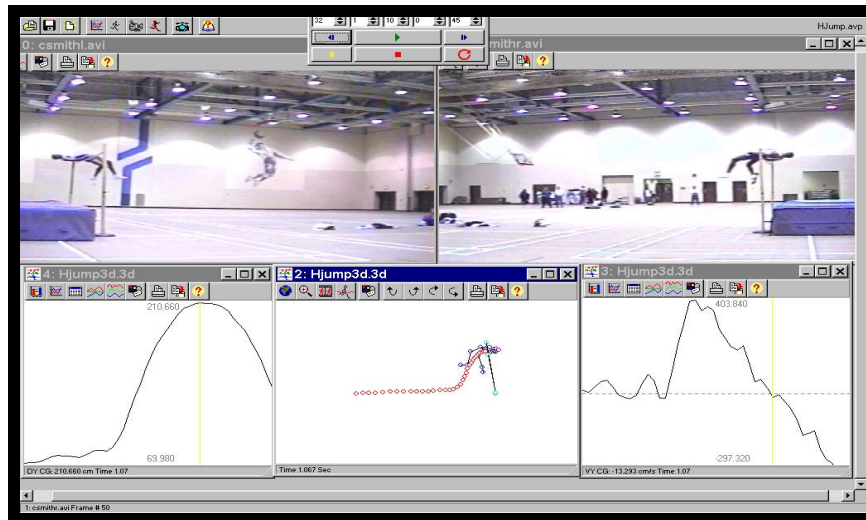 32 1 10 0 45
HJump.avp
0: csmithl.avi
smithr.avi
4: Hjump3d.3d
2: Hjump3d.3d
3: Hjump3d.3d
210.660
403.840
69.980
-297.320
DY CG: 210.660 cm Time 1.07
Time 1.067 Sec
VY CG: -13.293 cm/s Time 1.07
1: csmithr.avi Frame # 50